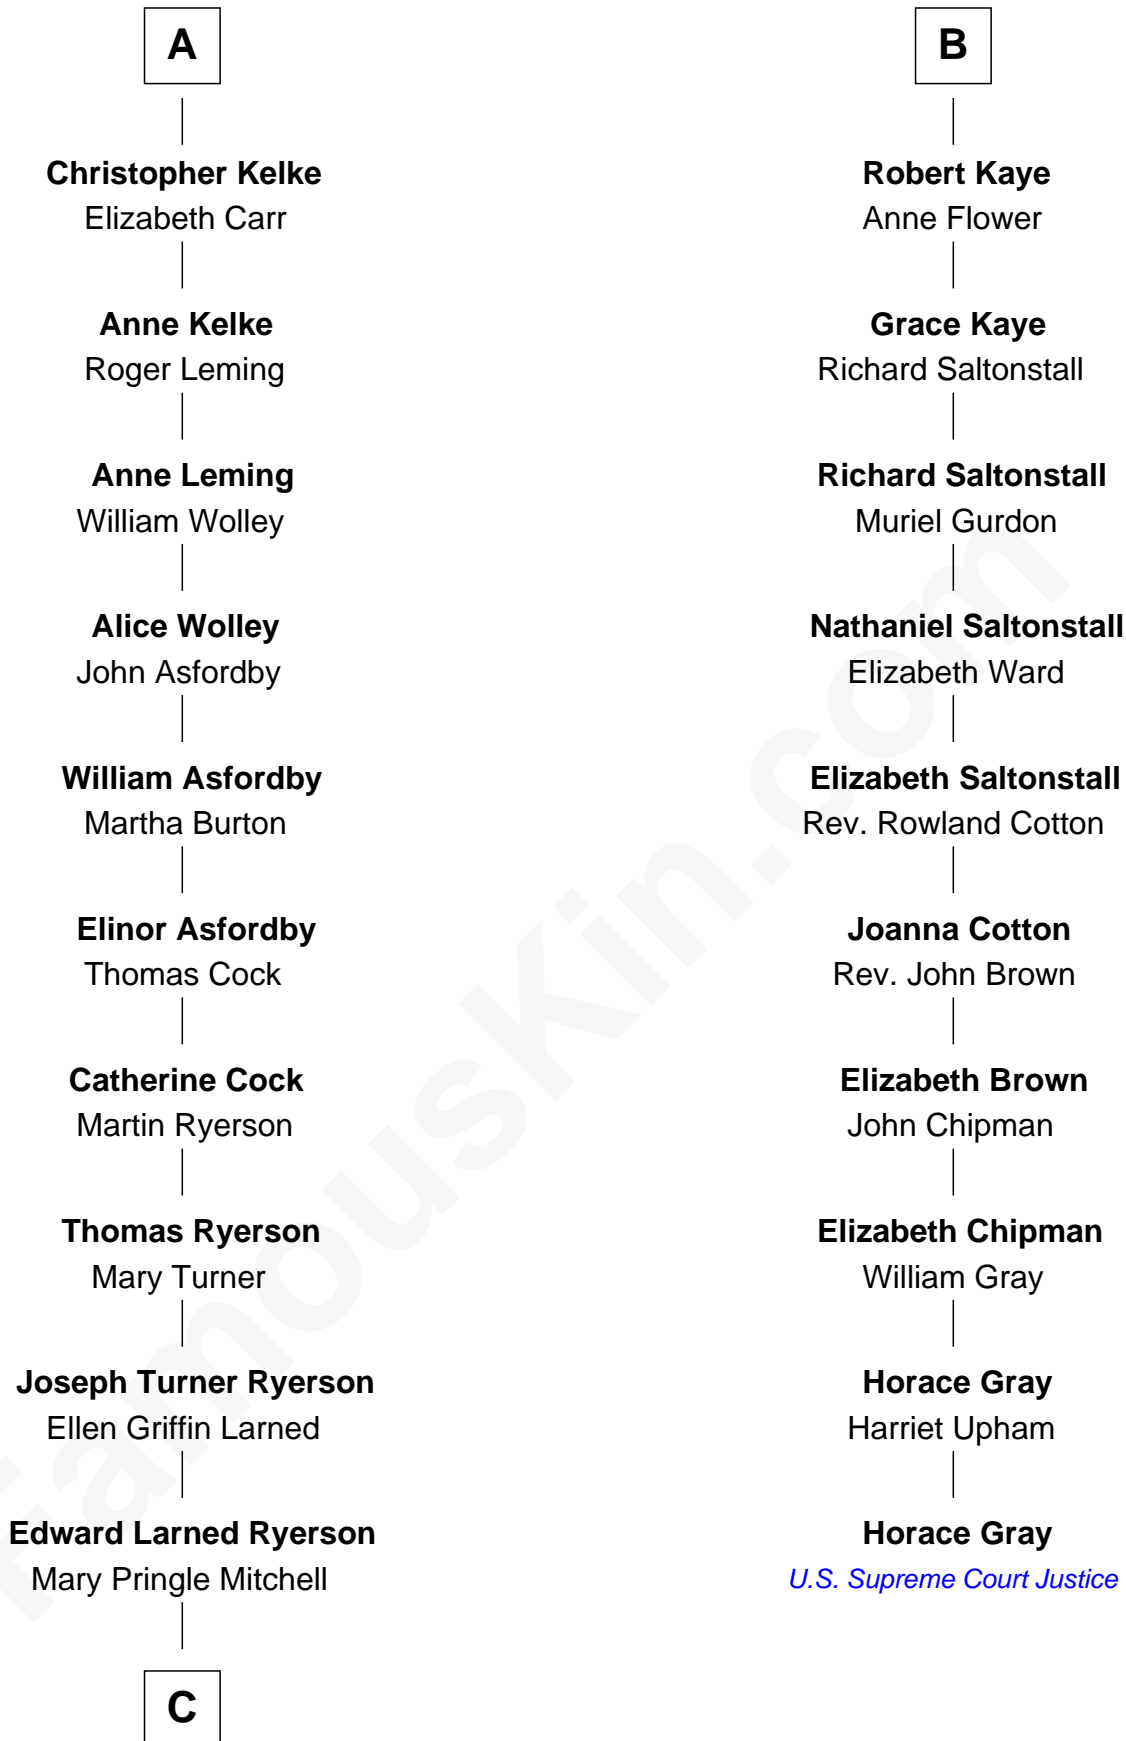 A
Christopher Kelke
Elizabeth Carr
Anne Kelke
Roger Leming
Anne Leming
William Wolley
Alice Wolley
John Asfordby
William Asfordby
Martha Burton
Elinor Asfordby
Thomas Cock
Catherine Cock
Martin Ryerson
Thomas Ryerson
Mary Turner
Joseph Turner Ryerson
Ellen Griffin Larned
Edward Larned Ryerson
Mary Pringle Mitchell
C
B
Robert Kaye
Anne Flower
Grace Kaye
Richard Saltonstall
Richard Saltonstall
Muriel Gurdon
Nathaniel Saltonstall
Elizabeth Ward
Elizabeth Saltonstall
Rev. Rowland Cotton
Joanna Cotton
Rev. John Brown
Elizabeth Brown
John Chipman
Elizabeth Chipman
William Gray
Horace Gray
Harriet Upham
Horace Gray
U.S. Supreme Court Justice
FamousKin.com